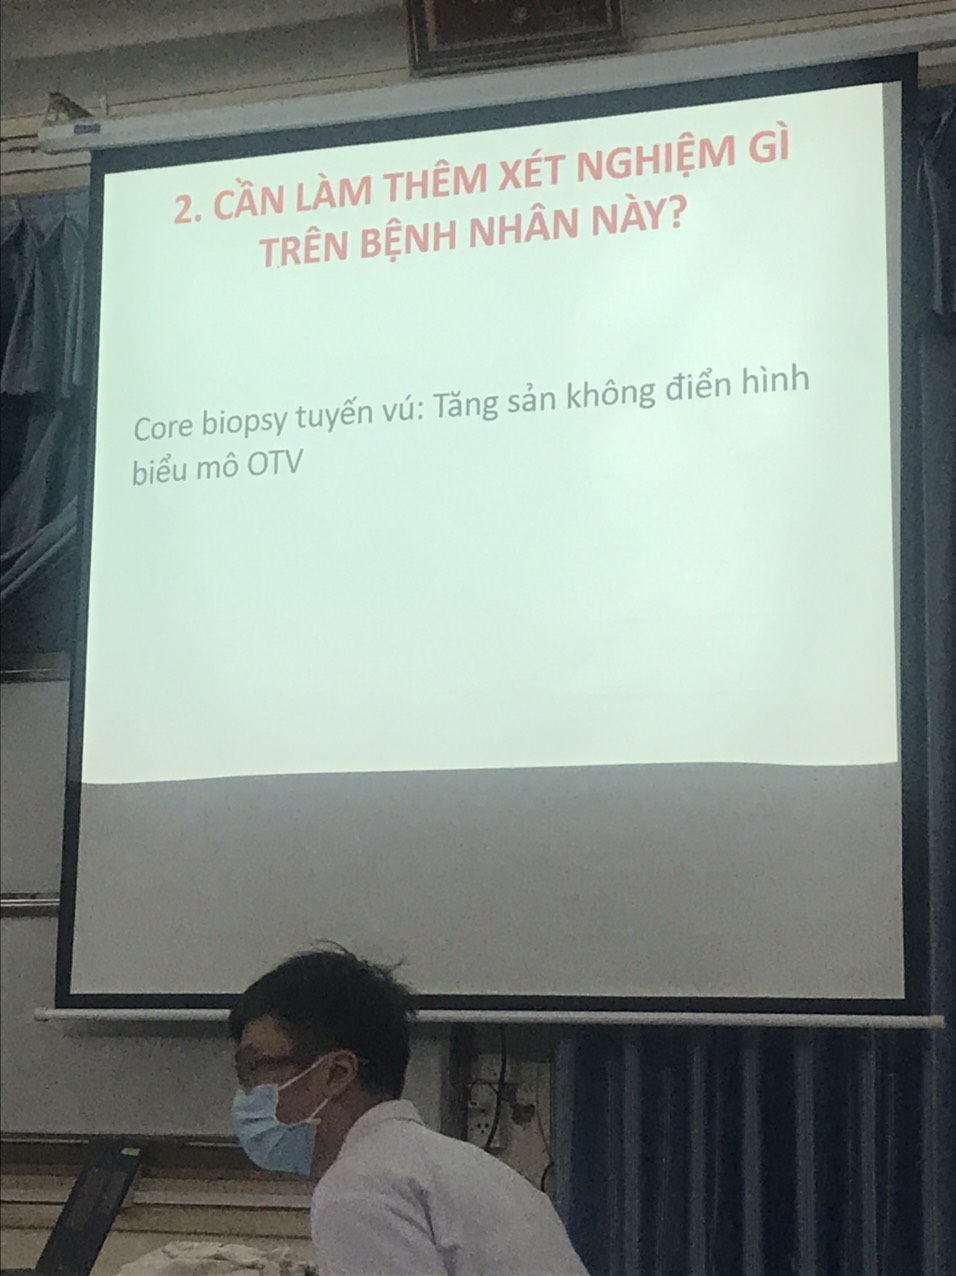 2. CẦN LÀM THÊM XÉT NGHIỆM GÌ
TRÊN BỆNH NHÂN NÀY?
Core biopsy tuyến vú: Tăng sản không điển hình
biểu mô OTV